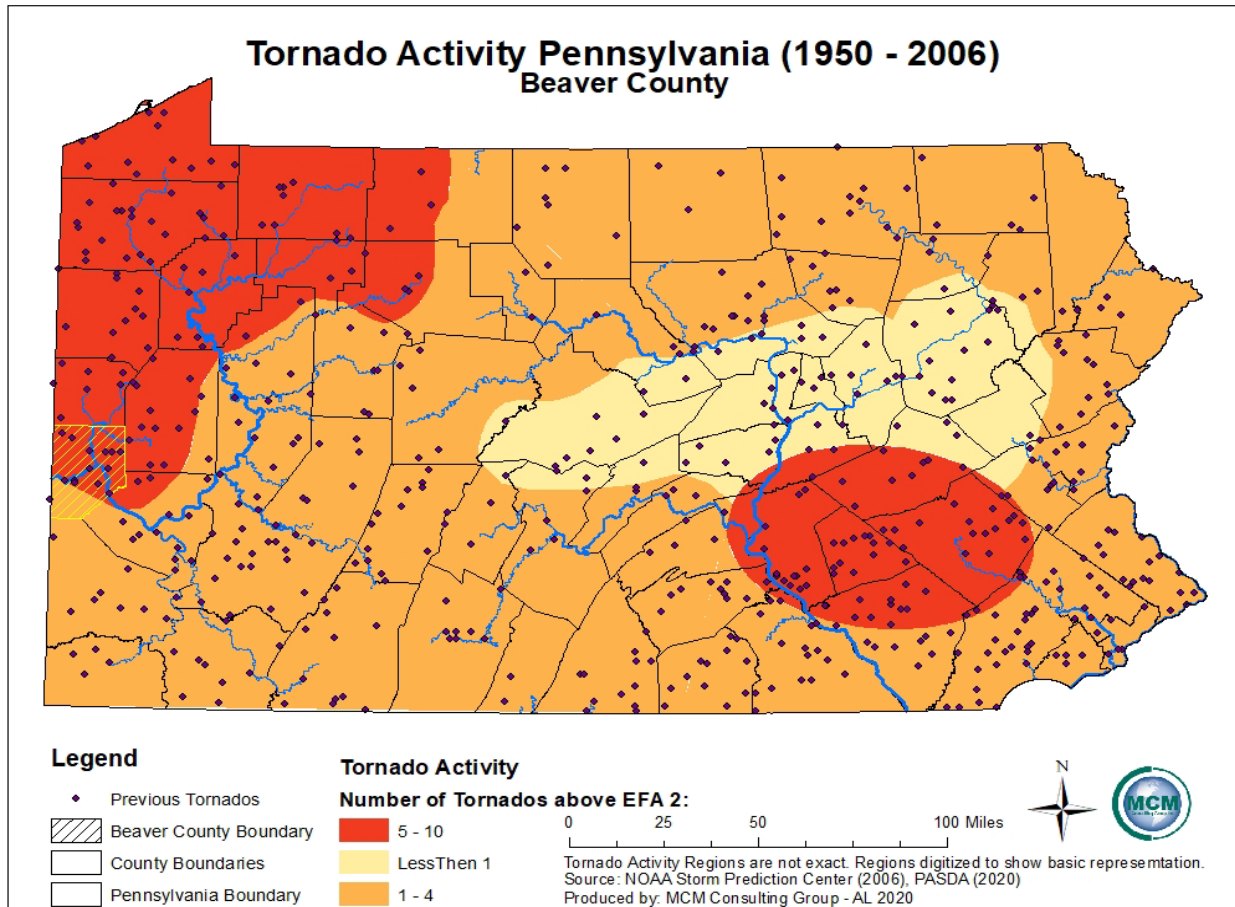 Tornado Activity Pennsylvania (1950 - 2006)
Beaver County
Legend
Previous Tornados
Beaver County Boundary
County Boundaries
Pennsylvania Boundary
Tornado Activity
Number of Tornados above EFA 2:
5 - 10
LessThen 1
1 - 4
0 25 50 100 Miles
Tornado Activity Regions are not exact. Regions digitized to show basic represemtation.
Source: NOAA Storm Prediction Center (2006), PASDA (2020)
Produced by: MCM Consulting Group - AL 2020
N
MCM